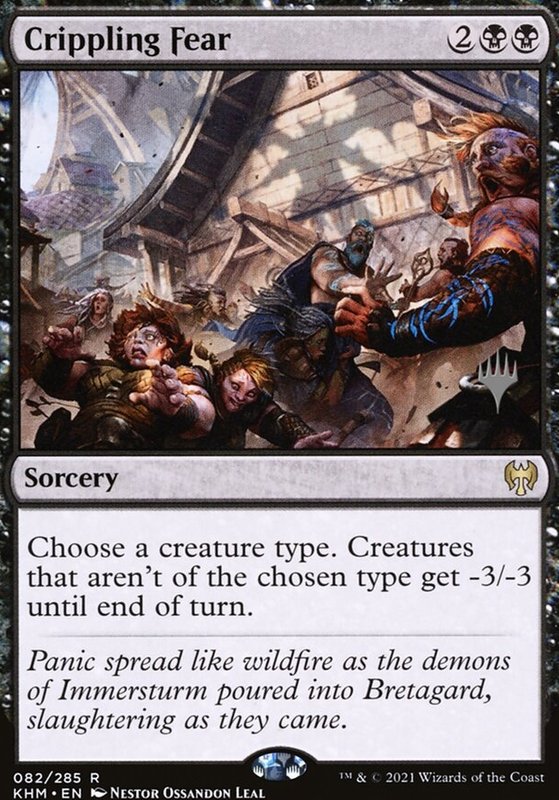 Crippling Fear 2
Sorcery
Choose a creature type. Creatures
that aren't of the chosen type get -3/-3
until end of turn.
Panic spread like wildfire as the demons
of Immersturm poured into Bretagard,
slaughtering as they came.
082/285 R
KHM • EN Nestor Ossandon Leal
™ & © 2021 Wizards of the Coast